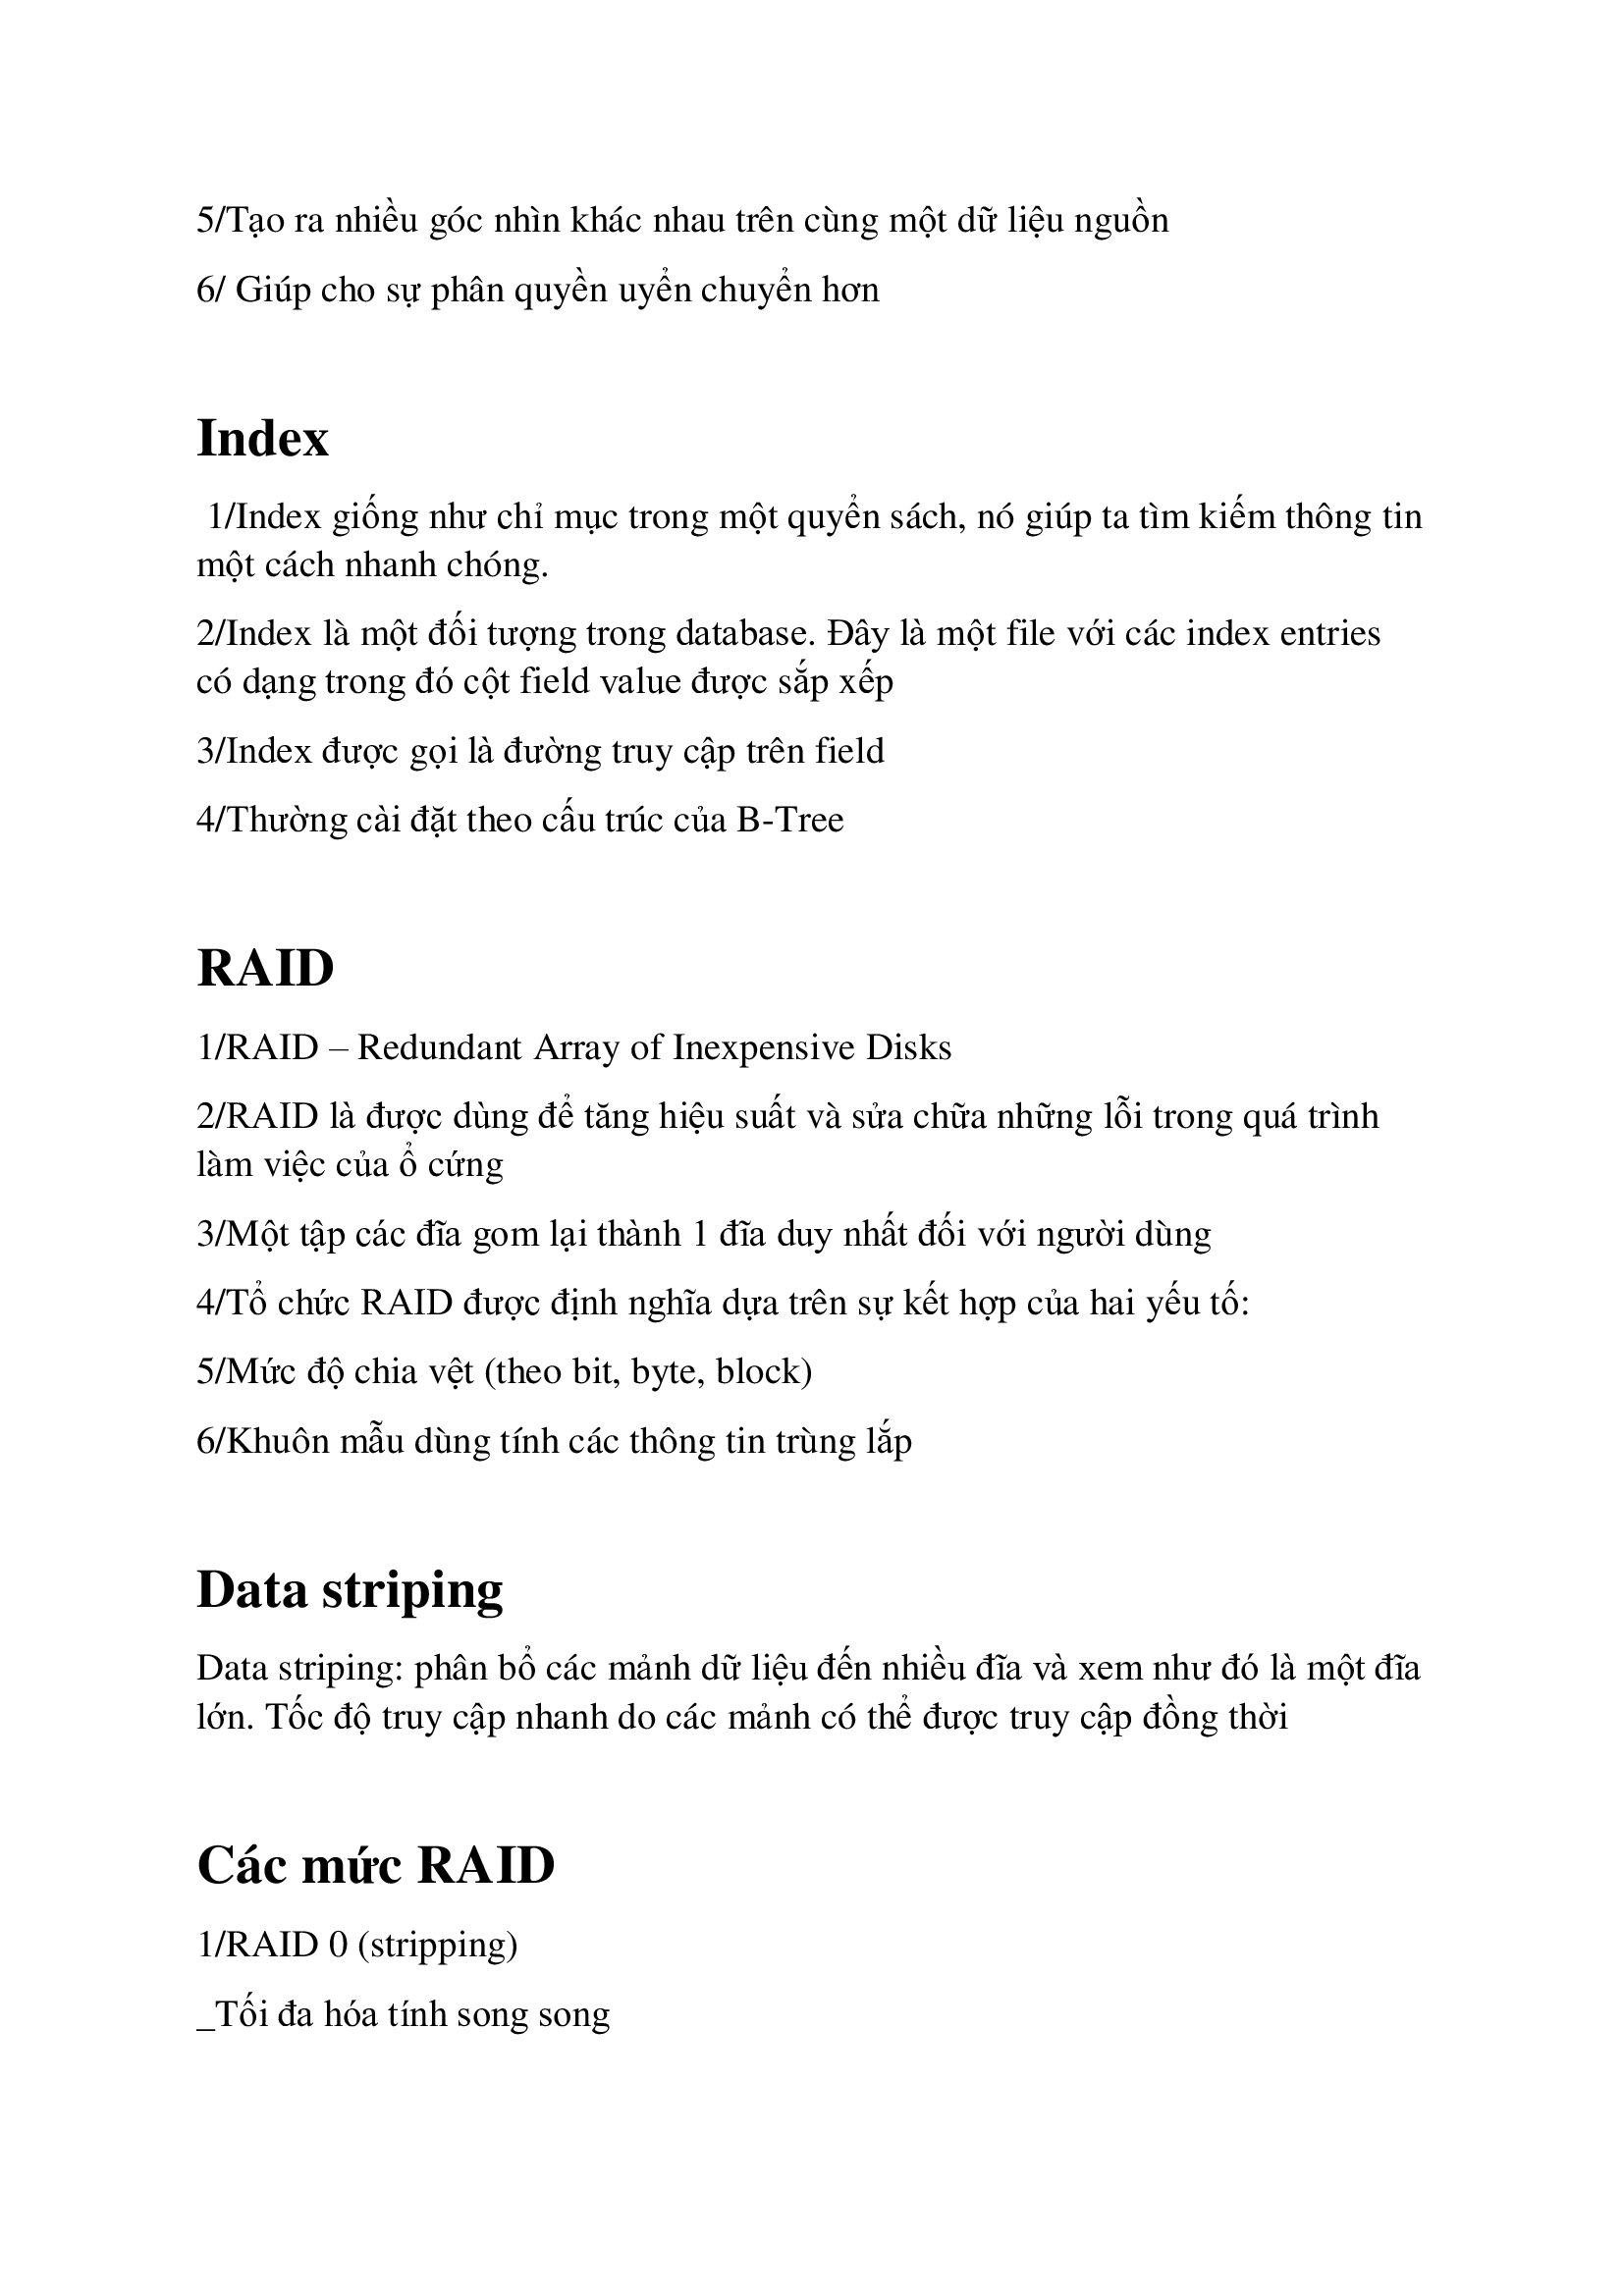 5/Tạo ra nhiều góc nhìn khác nhau trên cùng một dữ liệu nguồn
6/ Giúp cho sự phân quyền uyển chuyển hơn
Index
1/Index giống như chỉ mục trong một quyển sách, nó giúp ta tìm kiếm thông tin
một cách nhanh chóng.
2/Index là một đối tượng trong database. Đây là một file với các index entries
có dạng trong đó cột field value được sắp xếp
3/Index được gọi là đường truy cập trên field
4/Thường cài đặt theo cấu trúc của B-Tree
RAID
1/RAID – Redundant Array of Inexpensive Disks
2/RAID là được dùng để tăng hiệu suất và sửa chữa những lỗi trong quá trình
làm việc của ổ cứng
3/Một tập các đĩa gom lại thành 1 đĩa duy nhất đối với người dùng
4/Tổ chức RAID được định nghĩa dựa trên sự kết hợp của hai yếu tố:
5/Mức độ chia vệt (theo bit, byte, block)
6/Khuôn mẫu dùng tính các thông tin trùng lắp
Data striping
Data striping: phân bổ các mảnh dữ liệu đến nhiều đĩa và xem như đó là một đĩa
lớn. Tốc độ truy cập nhanh do các mảnh có thể được truy cập đồng thời
Các mức RAID
1/RAID 0 (stripping)
_Tối đa hóa tính song song